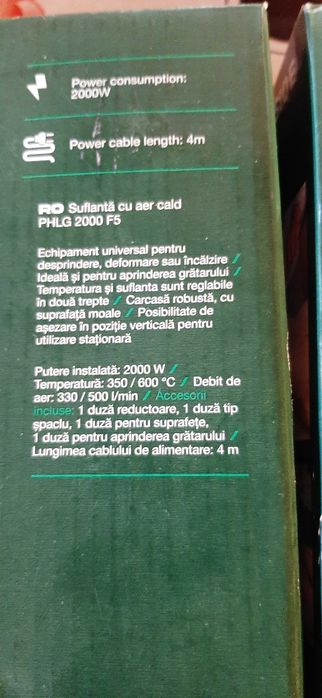 Power consumption:
2000W
Power cable length: 4m
RO Suflantă cu aer cald
PHLG 2000 F5
Echipament universal pentru
desprindere, deformare sau încălzire /
Ideală și pentru aprinderea grătarului /
Temperatura și suflanta sunt reglabile
în două trepte / Carcasă robustă, cu
suprafață moale / Posibilitate de
așezare în poziție verticală pentru
utilizare staționară
Putere instalată: 2000 W /
Temperatură: 350 / 600 °C / Debit de
aer: 330 / 500 l/min / Accesorii
incluse: 1 duză reductoare, 1 duză tip
șpaclu, 1 duză pentru suprafețe,
1 duză pentru aprinderea grătarului /
Lungimea cablului de alimentare: 4 m